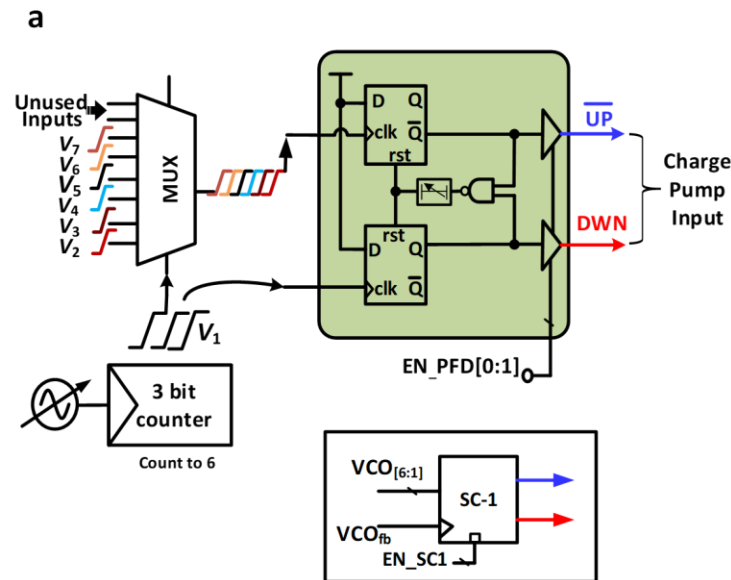 a
Unused
Inputs
V7
V6
V5
V4
V3
V2
MUX
V1
D Q
clk Q̅
rst
rst
D Q
clk Q̅
U̅P̅
DWN
Charge
Pump
Input
EN_PFD[0:1]
3 bit
counter
Count to 6
VCO[6:1]
SC-1
VCOfb
EN_SC1